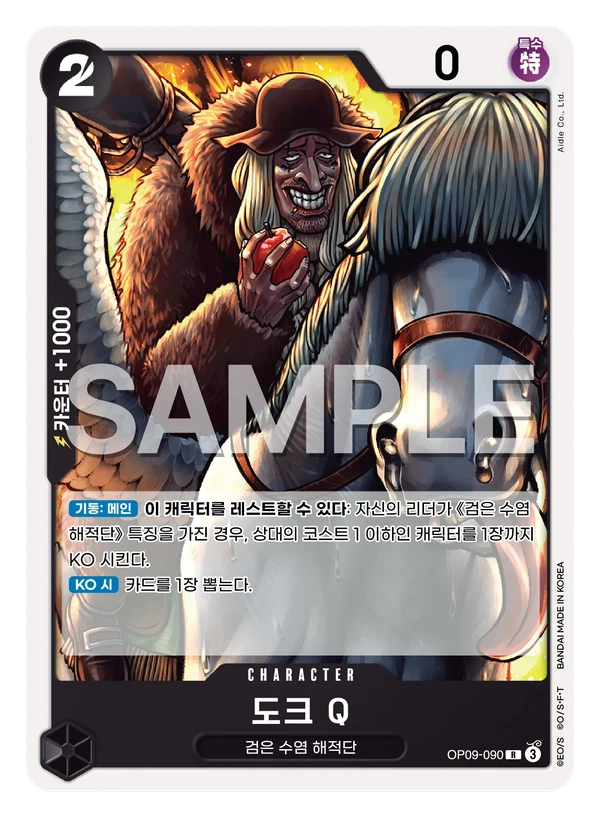 2
0
특수
特
Aidle Co., Ltd.
카운터 +1000
SAMPLE
기동: 메인 이 캐릭터를 레스트할 수 있다: 자신의 리더가 《검은 수염
해적단》 특징을 가진 경우, 상대의 코스트 1 이하인 캐릭터를 1장까지
KO 시킨다.
KO 시 카드를 1장 뽑는다.
CHARACTER
도크 Q
검은 수염 해적단
OP09-090 R 3
©EO/S ©O/S·F·T BANDAI MADE IN KOREA